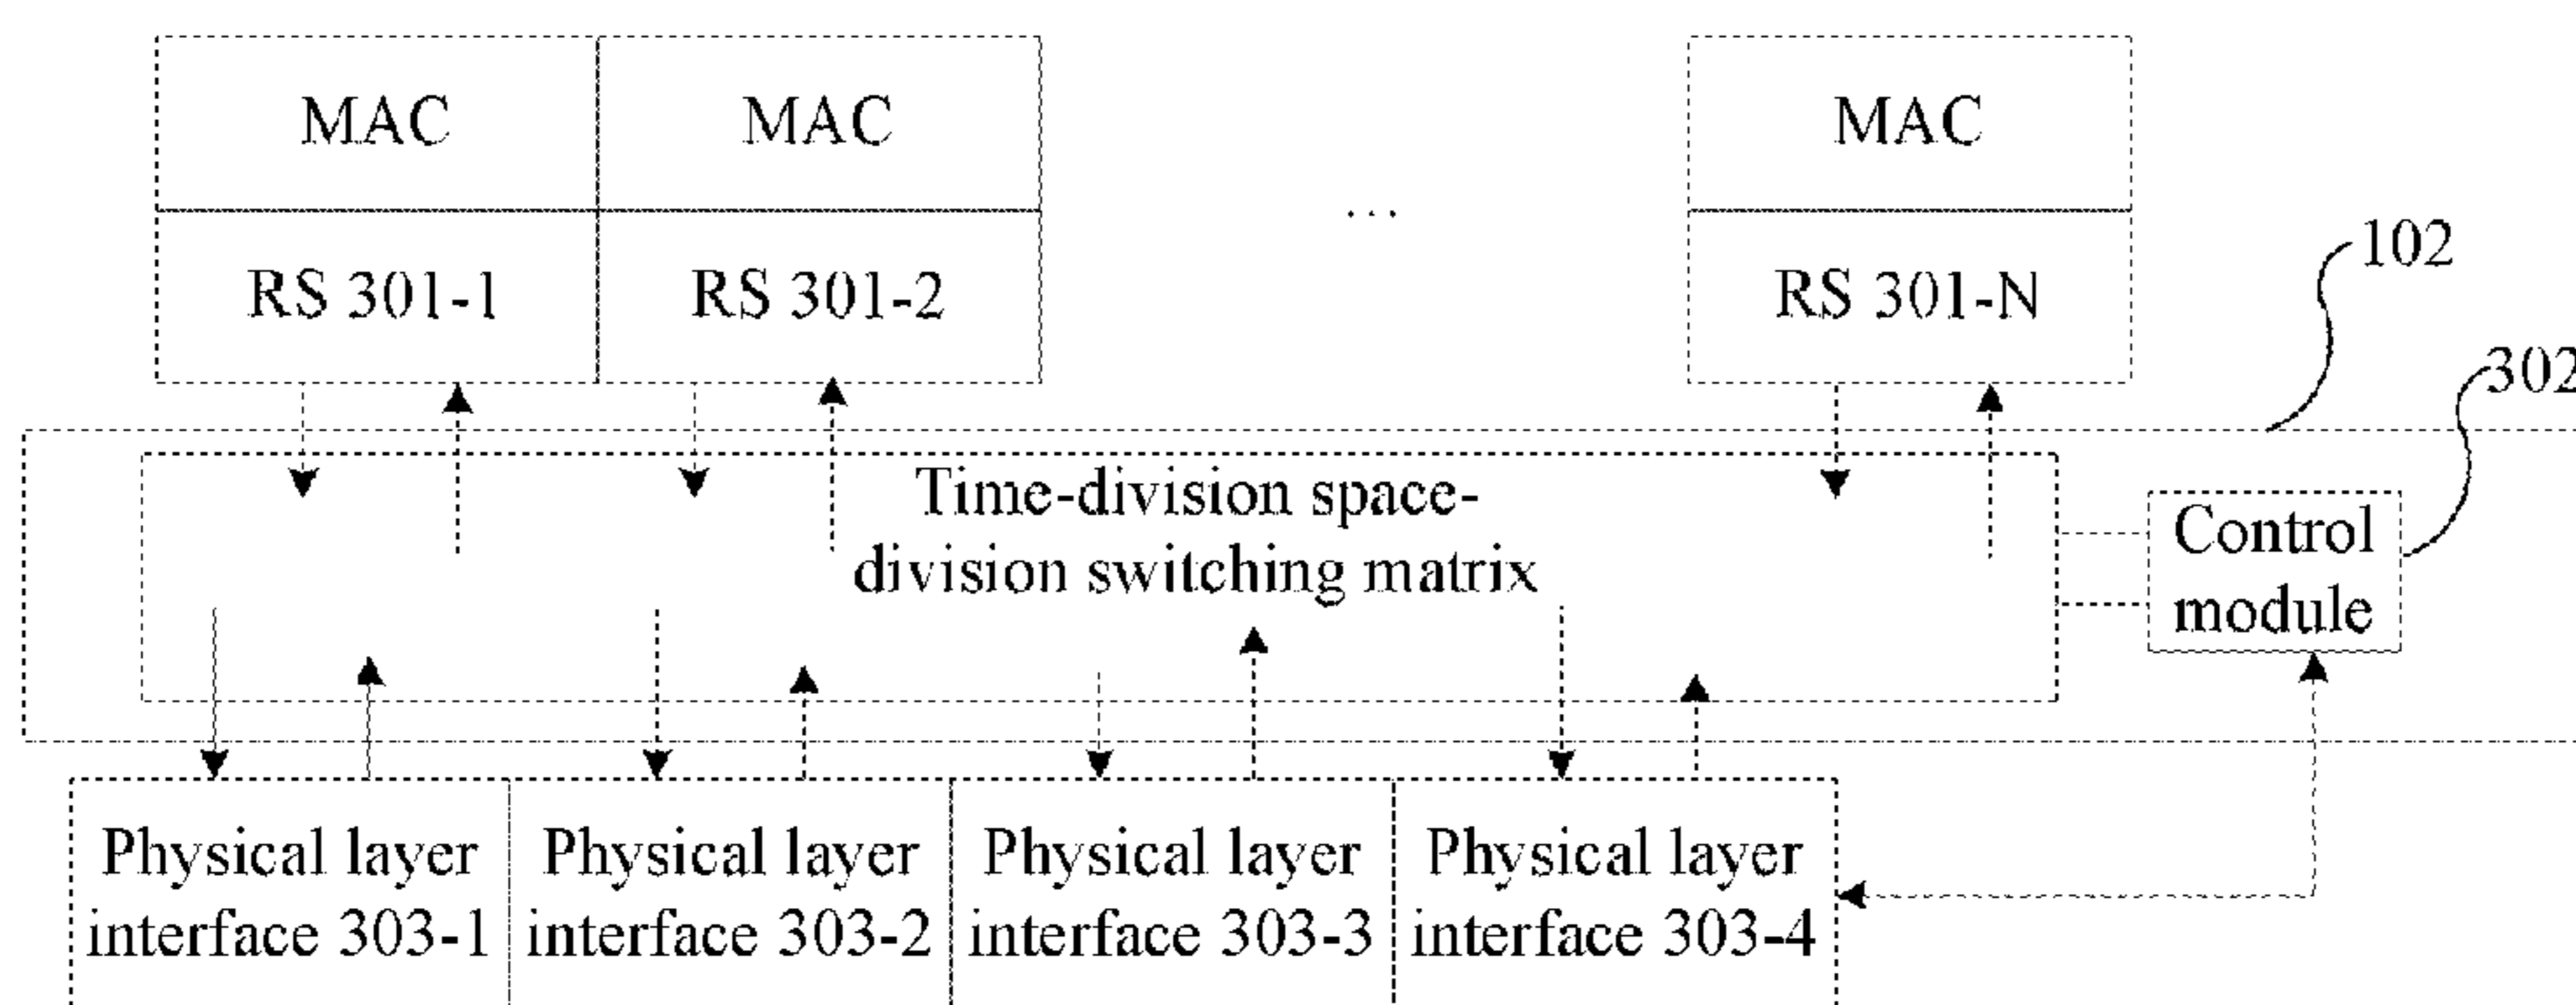 MAC
MAC
MAC
...
RS 301-1
RS 301-2
RS 301-N
102
302
Time-division space-
division switching matrix
Control
module
Physical layer
interface 303-1
Physical layer
interface 303-2
Physical layer
interface 303-3
Physical layer
interface 303-4